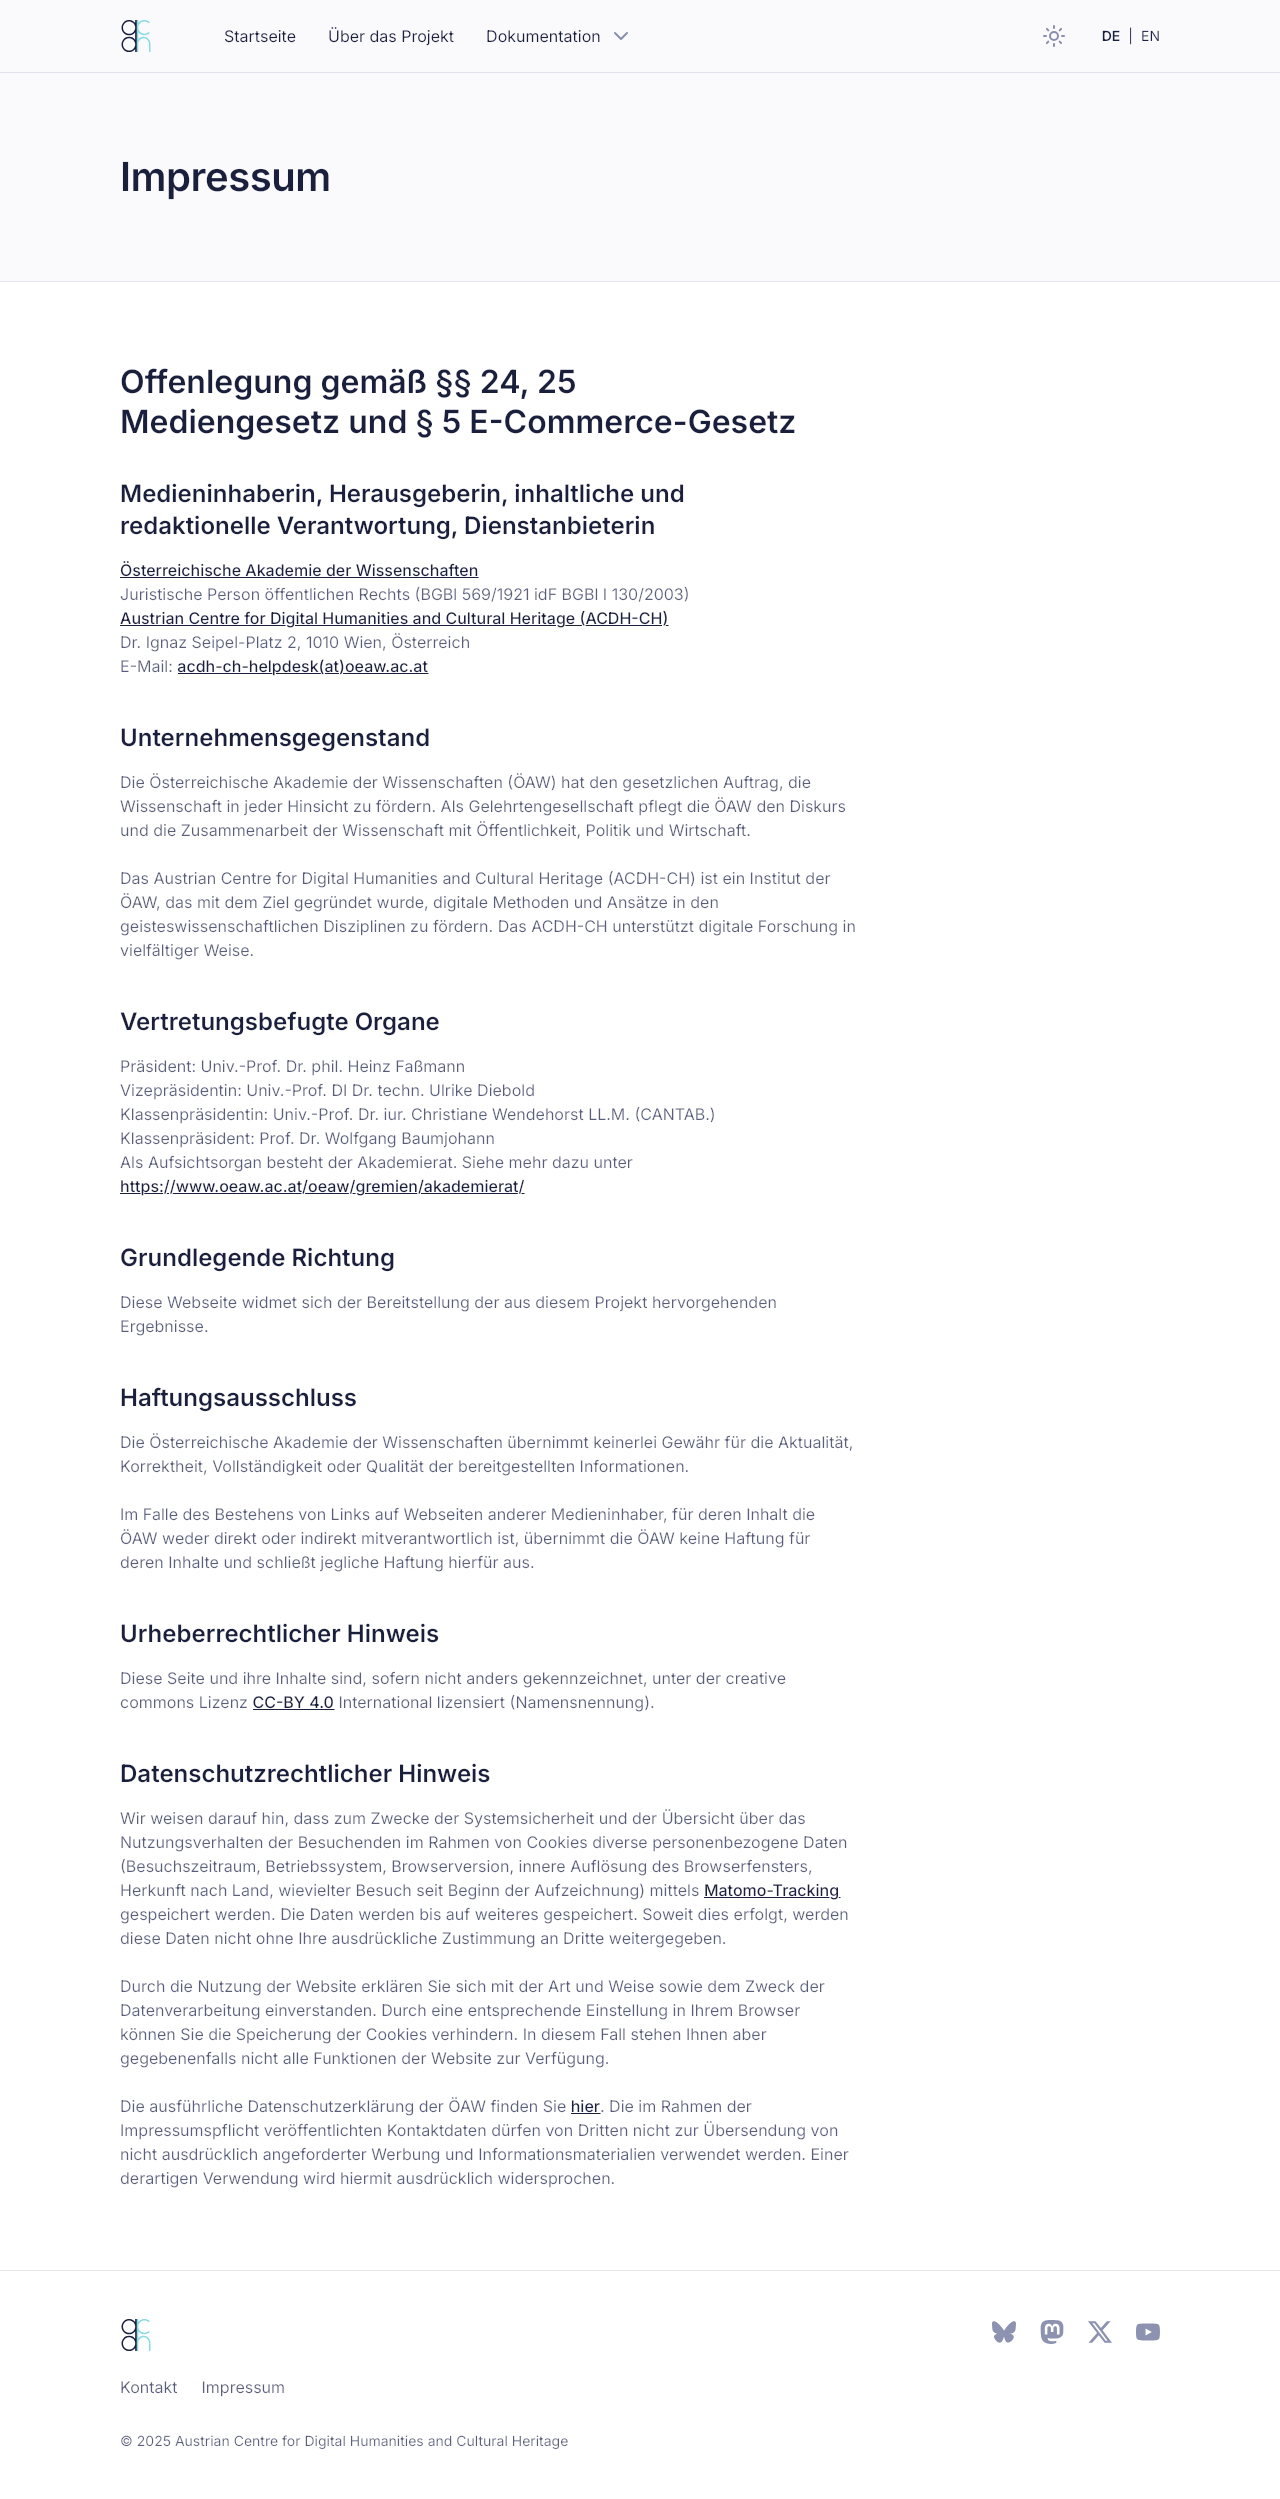 Startseite Über das Projekt Dokumentation DE | EN
Impressum
Offenlegung gemäß §§ 24, 25
Mediengesetz und § 5 E-Commerce-Gesetz
Medieninhaberin, Herausgeberin, inhaltliche und
redaktionelle Verantwortung, Dienstanbieterin
Österreichische Akademie der Wissenschaften
Juristische Person öffentlichen Rechts (BGBl 569/1921 idF BGBl I 130/2003)
Austrian Centre for Digital Humanities and Cultural Heritage (ACDH-CH)
Dr. Ignaz Seipel-Platz 2, 1010 Wien, Österreich
E-Mail: acdh-ch-helpdesk(at)oeaw.ac.at
Unternehmensgegenstand
Die Österreichische Akademie der Wissenschaften (ÖAW) hat den gesetzlichen Auftrag, die
Wissenschaft in jeder Hinsicht zu fördern. Als Gelehrtengesellschaft pflegt die ÖAW den Diskurs
und die Zusammenarbeit der Wissenschaft mit Öffentlichkeit, Politik und Wirtschaft.
Das Austrian Centre for Digital Humanities and Cultural Heritage (ACDH-CH) ist ein Institut der
ÖAW, das mit dem Ziel gegründet wurde, digitale Methoden und Ansätze in den
geisteswissenschaftlichen Disziplinen zu fördern. Das ACDH-CH unterstützt digitale Forschung in
vielfältiger Weise.
Vertretungsbefugte Organe
Präsident: Univ.-Prof. Dr. phil. Heinz Faßmann
Vizepräsidentin: Univ.-Prof. DI Dr. techn. Ulrike Diebold
Klassenpräsidentin: Univ.-Prof. Dr. iur. Christiane Wendehorst LL.M. (CANTAB.)
Klassenpräsident: Prof. Dr. Wolfgang Baumjohann
Als Aufsichtsorgan besteht der Akademierat. Siehe mehr dazu unter
https://www.oeaw.ac.at/oeaw/gremien/akademierat/
Grundlegende Richtung
Diese Webseite widmet sich der Bereitstellung der aus diesem Projekt hervorgehenden
Ergebnisse.
Haftungsausschluss
Die Österreichische Akademie der Wissenschaften übernimmt keinerlei Gewähr für die Aktualität,
Korrektheit, Vollständigkeit oder Qualität der bereitgestellten Informationen.
Im Falle des Bestehens von Links auf Webseiten anderer Medieninhaber, für deren Inhalt die
ÖAW weder direkt oder indirekt mitverantwortlich ist, übernimmt die ÖAW keine Haftung für
deren Inhalte und schließt jegliche Haftung hierfür aus.
Urheberrechtlicher Hinweis
Diese Seite und ihre Inhalte sind, sofern nicht anders gekennzeichnet, unter der creative
commons Lizenz CC-BY 4.0 International lizensiert (Namensnennung).
Datenschutzrechtlicher Hinweis
Wir weisen darauf hin, dass zum Zwecke der Systemsicherheit und der Übersicht über das
Nutzungsverhalten der Besuchenden im Rahmen von Cookies diverse personenbezogene Daten
(Besuchszeitraum, Betriebssystem, Browserversion, innere Auflösung des Browserfensters,
Herkunft nach Land, wievielter Besuch seit Beginn der Aufzeichnung) mittels Matomo-Tracking
gespeichert werden. Die Daten werden bis auf weiteres gespeichert. Soweit dies erfolgt, werden
diese Daten nicht ohne Ihre ausdrückliche Zustimmung an Dritte weitergegeben.
Durch die Nutzung der Website erklären Sie sich mit der Art und Weise sowie dem Zweck der
Datenverarbeitung einverstanden. Durch eine entsprechende Einstellung in Ihrem Browser
können Sie die Speicherung der Cookies verhindern. In diesem Fall stehen Ihnen aber
gegebenenfalls nicht alle Funktionen der Website zur Verfügung.
Die ausführliche Datenschutzerklärung der ÖAW finden Sie hier. Die im Rahmen der
Impressumspflicht veröffentlichten Kontaktdaten dürfen von Dritten nicht zur Übersendung von
nicht ausdrücklich angeforderter Werbung und Informationsmaterialien verwendet werden. Einer
derartigen Verwendung wird hiermit ausdrücklich widersprochen.
Kontakt Impressum
© 2025 Austrian Centre for Digital Humanities and Cultural Heritage